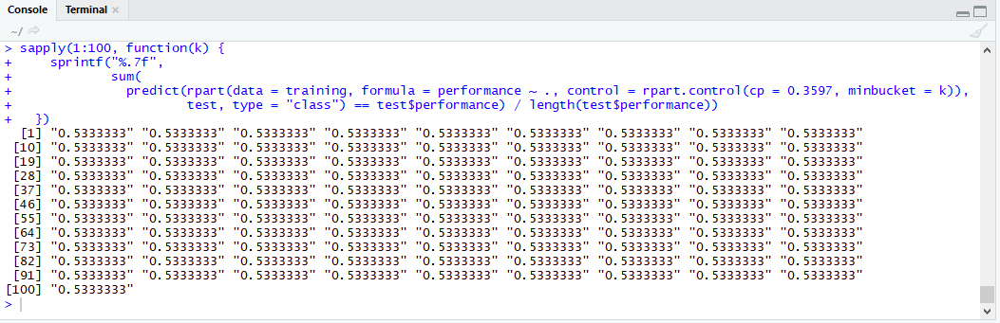 Console Terminal ×
~/
> sapply(1:100, function(k) {
+     sprintf("%.7f",
+             sum(
+               predict(rpart(data = training, formula = performance ~ ., control = rpart.control(cp = 0.3597, minbucket = k)),
+                       test, type = "class") == test$performance) / length(test$performance))
+   })
  [1] "0.5333333" "0.5333333" "0.5333333" "0.5333333" "0.5333333" "0.5333333" "0.5333333" "0.5333333" "0.5333333"
 [10] "0.5333333" "0.5333333" "0.5333333" "0.5333333" "0.5333333" "0.5333333" "0.5333333" "0.5333333" "0.5333333"
 [19] "0.5333333" "0.5333333" "0.5333333" "0.5333333" "0.5333333" "0.5333333" "0.5333333" "0.5333333" "0.5333333"
 [28] "0.5333333" "0.5333333" "0.5333333" "0.5333333" "0.5333333" "0.5333333" "0.5333333" "0.5333333" "0.5333333"
 [37] "0.5333333" "0.5333333" "0.5333333" "0.5333333" "0.5333333" "0.5333333" "0.5333333" "0.5333333" "0.5333333"
 [46] "0.5333333" "0.5333333" "0.5333333" "0.5333333" "0.5333333" "0.5333333" "0.5333333" "0.5333333" "0.5333333"
 [55] "0.5333333" "0.5333333" "0.5333333" "0.5333333" "0.5333333" "0.5333333" "0.5333333" "0.5333333" "0.5333333"
 [64] "0.5333333" "0.5333333" "0.5333333" "0.5333333" "0.5333333" "0.5333333" "0.5333333" "0.5333333" "0.5333333"
 [73] "0.5333333" "0.5333333" "0.5333333" "0.5333333" "0.5333333" "0.5333333" "0.5333333" "0.5333333" "0.5333333"
 [82] "0.5333333" "0.5333333" "0.5333333" "0.5333333" "0.5333333" "0.5333333" "0.5333333" "0.5333333" "0.5333333"
 [91] "0.5333333" "0.5333333" "0.5333333" "0.5333333" "0.5333333" "0.5333333" "0.5333333" "0.5333333" "0.5333333"
[100] "0.5333333"
>